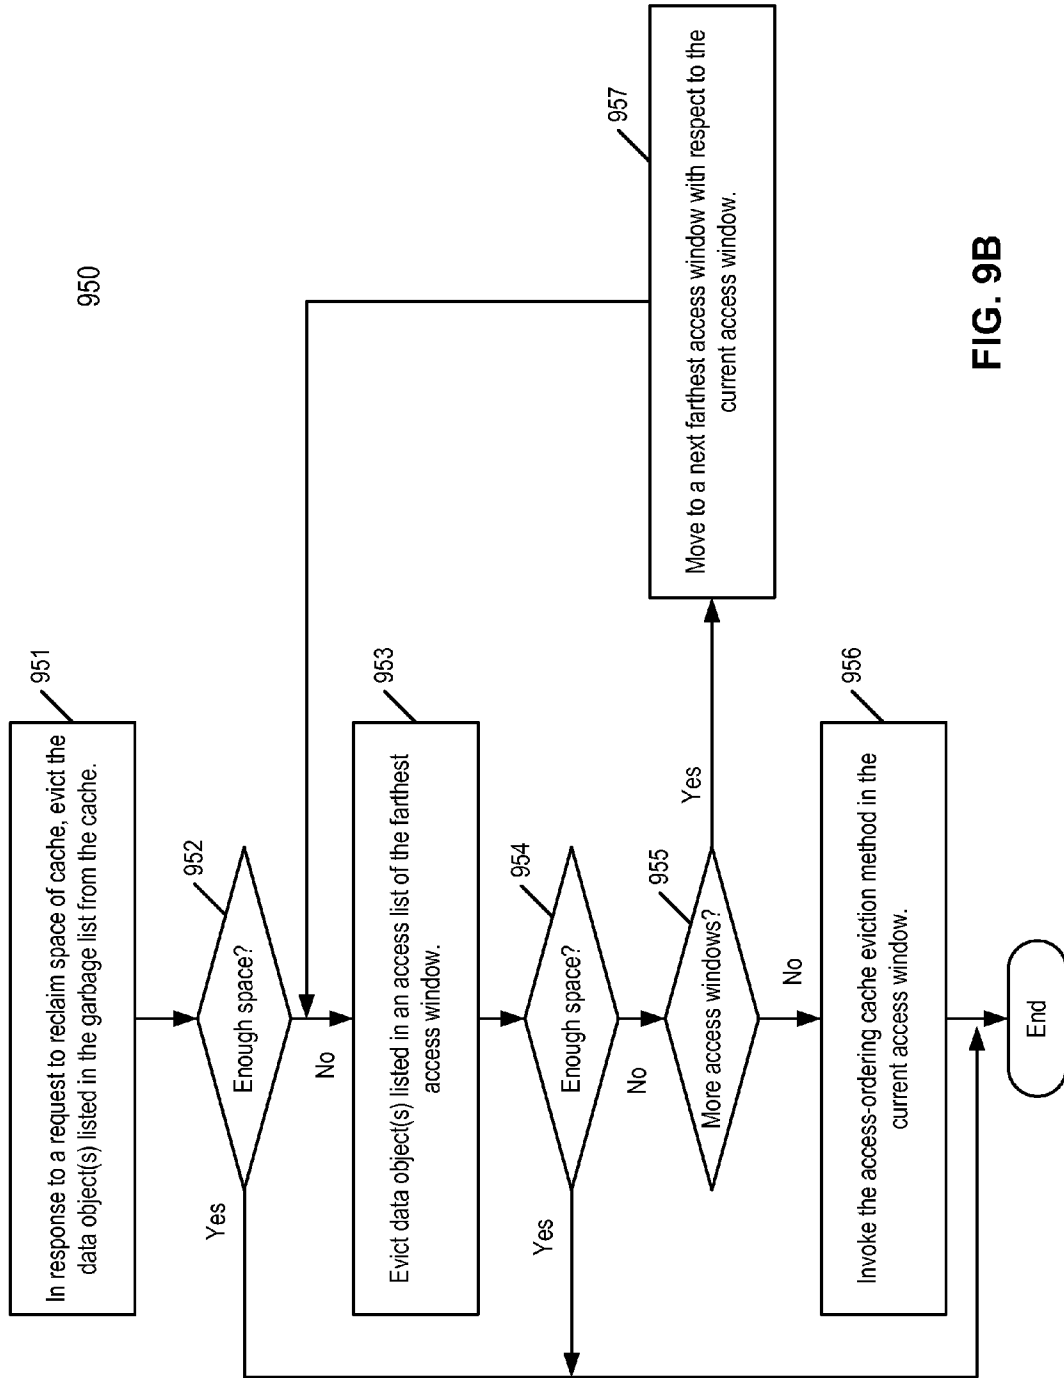 950
In response to a request to reclaim space of cache, evict the
data object(s) listed in the garbage list from the cache.
951
Enough space?
952
Yes
No
Evict data object(s) listed in an access list of the farthest
access window.
953
Enough space?
954
Yes
No
More access windows?
955
Yes
No
Move to a next farthest access window with respect to the
current access window.
957
Invoke the access-ordering cache eviction method in the
current access window.
956
End
FIG. 9B